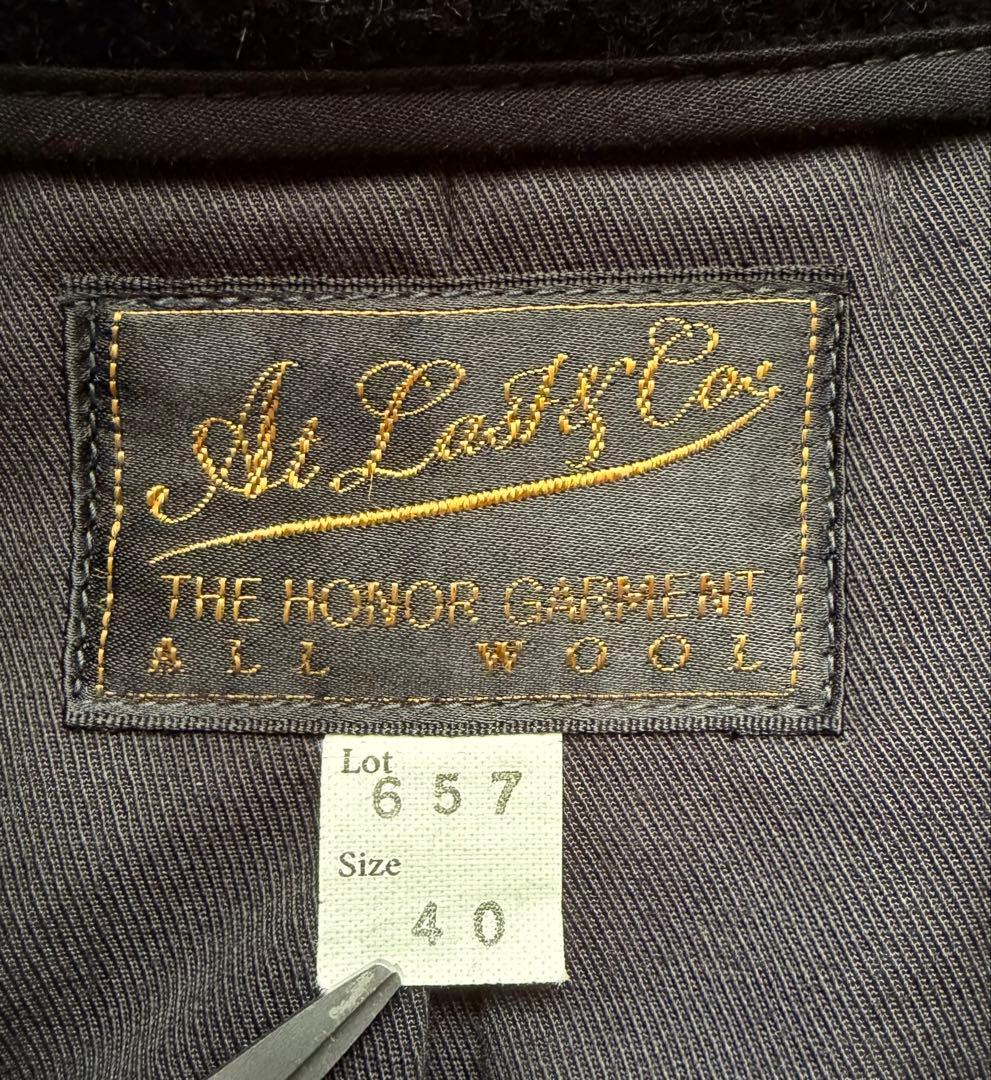 At Last & Co.
THE HONOR GARMENT
ALL WOOL
Lot
657
Size
40